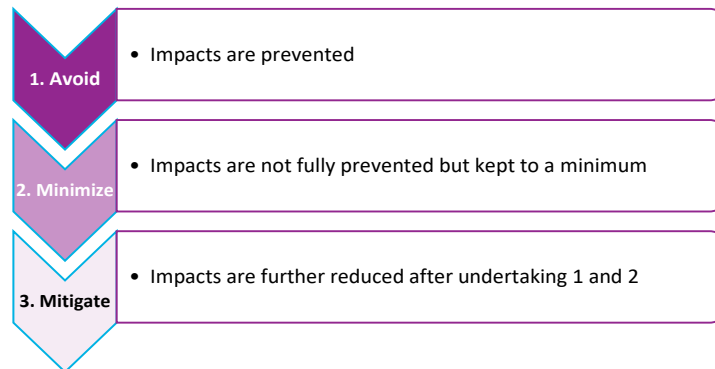 1. Avoid
• Impacts are prevented
2. Minimize
• Impacts are not fully prevented but kept to a minimum
3. Mitigate
• Impacts are further reduced after undertaking 1 and 2